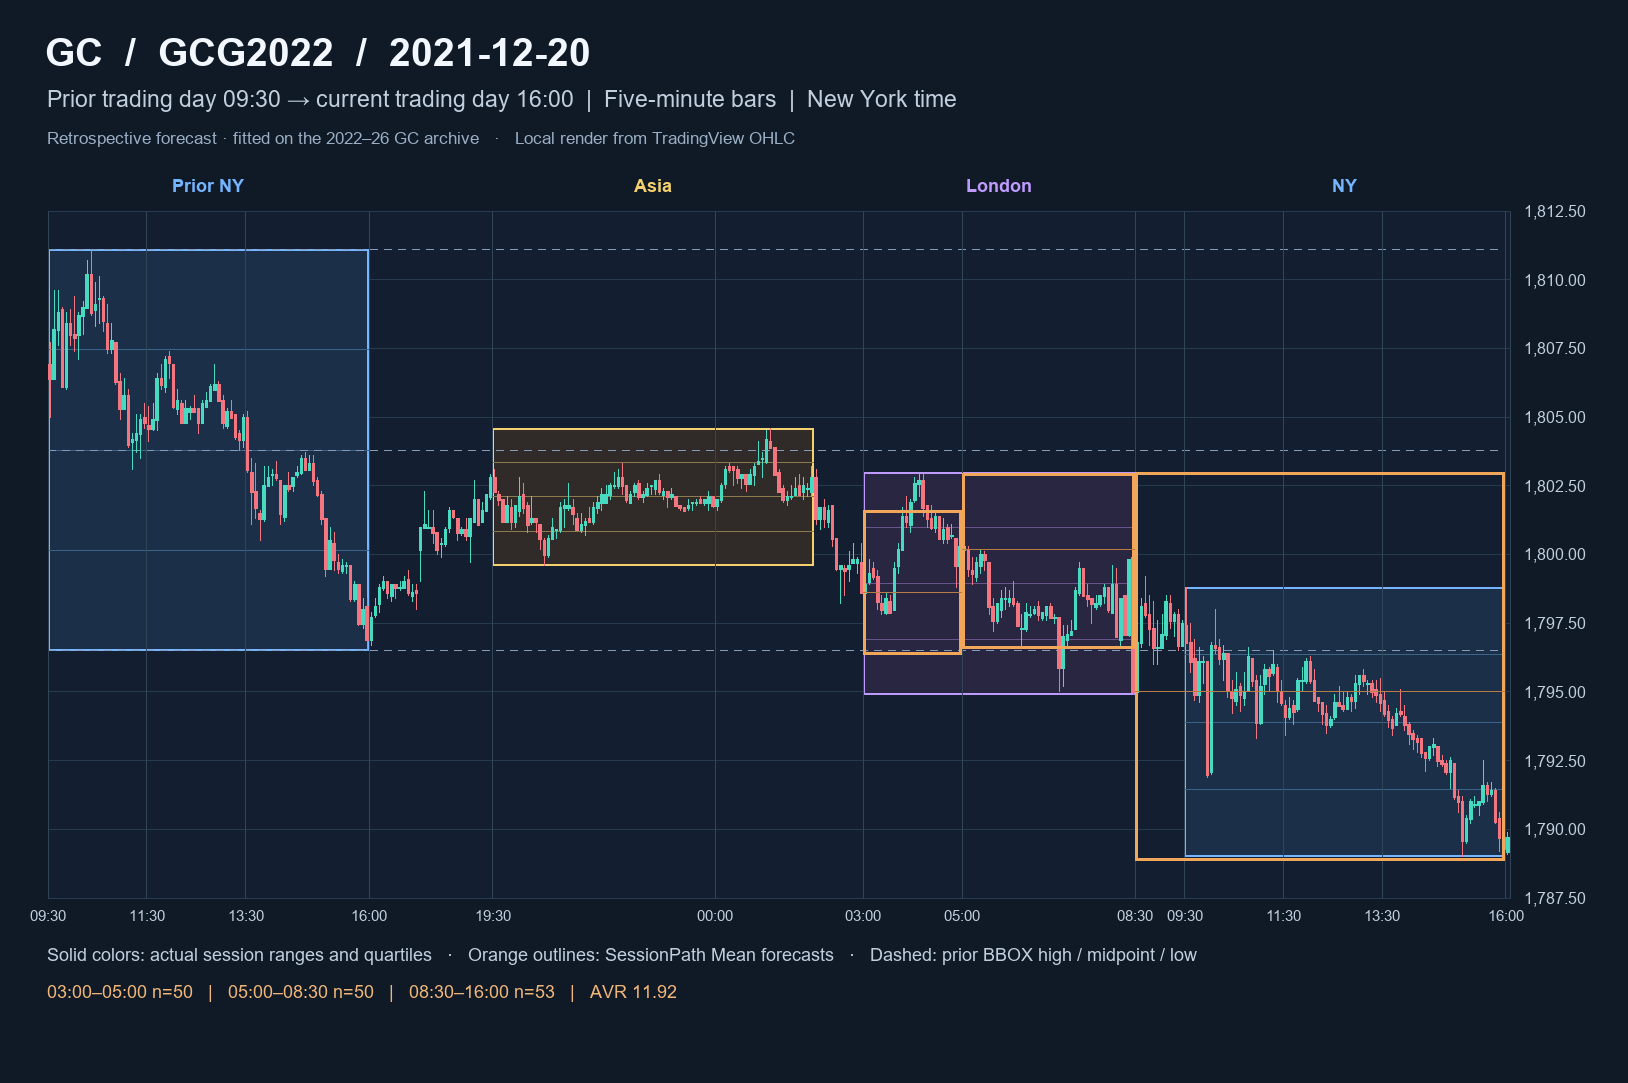 GC / GCG2022 / 2021-12-20
Prior trading day 09:30 → current trading day 16:00 | Five-minute bars | New York time
Retrospective forecast · fitted on the 2022–26 GC archive · Local render from TradingView OHLC
Prior NY Asia London NY
1,812.50
1,810.00
1,807.50
1,805.00
1,802.50
1,800.00
1,797.50
1,795.00
1,792.50
1,790.00
1,787.50
09:30 11:30 13:30 16:00 19:30 00:00 03:00 05:00 08:30 09:30 11:30 13:30 16:00
Solid colors: actual session ranges and quartiles · Orange outlines: SessionPath Mean forecasts · Dashed: prior BBOX high / midpoint / low
03:00–05:00 n=50 | 05:00–08:30 n=50 | 08:30–16:00 n=53 | AVR 11.92